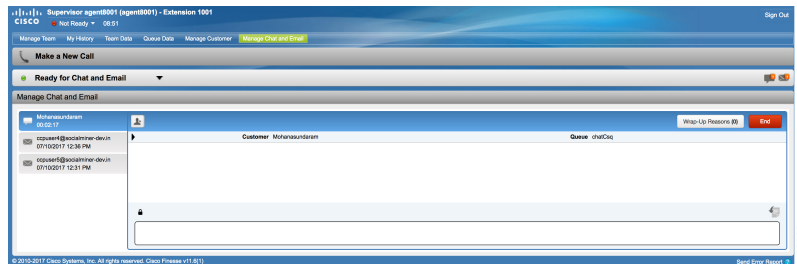 Supervisor agent8001 (agent8001) - Extension 1001
Sign Out
CISCO
Not Ready 08:51
Manage Team My History Team Data Queue Data Manage Customer Manage Chat and Email
Make a New Call
Ready for Chat and Email
Manage Chat and Email
Mohanasundaram
00:02:17
Wrap-Up Reasons (0) End
ccpuser4@socialminer-dev.in
07/10/2017 12:36 PM
Customer Mohanasundaram Queue chatCsq
ccpuser5@socialminer-dev.in
07/10/2017 12:31 PM
© 2010-2017 Cisco Systems, Inc. All rights reserved. Cisco Finesse v11.6(1)
Send Error Report ?